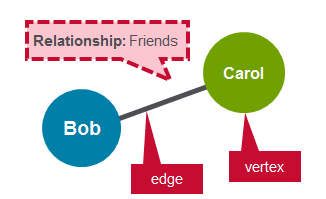 Relationship: Friends
Carol
Bob
edge
vertex